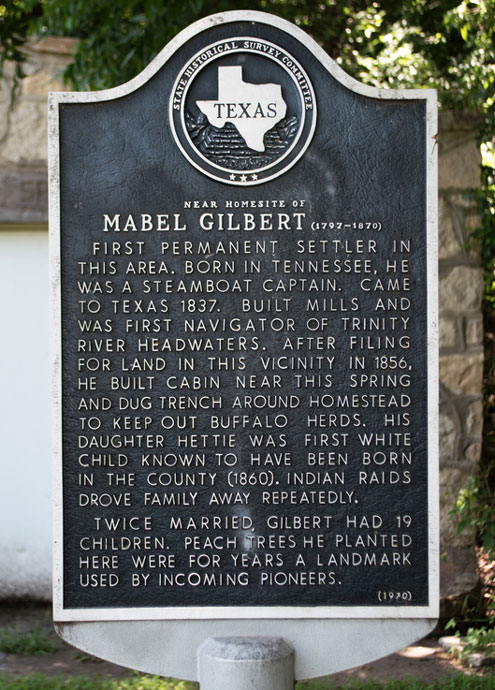 STATE HISTORICAL SURVEY COMMITTEE
TEXAS
NEAR HOMESITE OF
MABEL GILBERT (1797-1870)
FIRST PERMANENT SETTLER IN
THIS AREA. BORN IN TENNESSEE, HE
WAS A STEAMBOAT CAPTAIN. CAME
TO TEXAS 1837. BUILT MILLS AND
WAS FIRST NAVIGATOR OF TRINITY
RIVER HEADWATERS. AFTER FILING
FOR LAND IN THIS VICINITY IN 1856,
HE BUILT CABIN NEAR THIS SPRING
AND DUG TRENCH AROUND HOMESTEAD
TO KEEP OUT BUFFALO HERDS. HIS
DAUGHTER HETTIE WAS FIRST WHITE
CHILD KNOWN TO HAVE BEEN BORN
IN THE COUNTY (1860). INDIAN RAIDS
DROVE FAMILY AWAY REPEATEDLY.
TWICE MARRIED, GILBERT HAD 19
CHILDREN. PEACH TREES HE PLANTED
HERE WERE FOR YEARS A LANDMARK
USED BY INCOMING PIONEERS.
(1970)